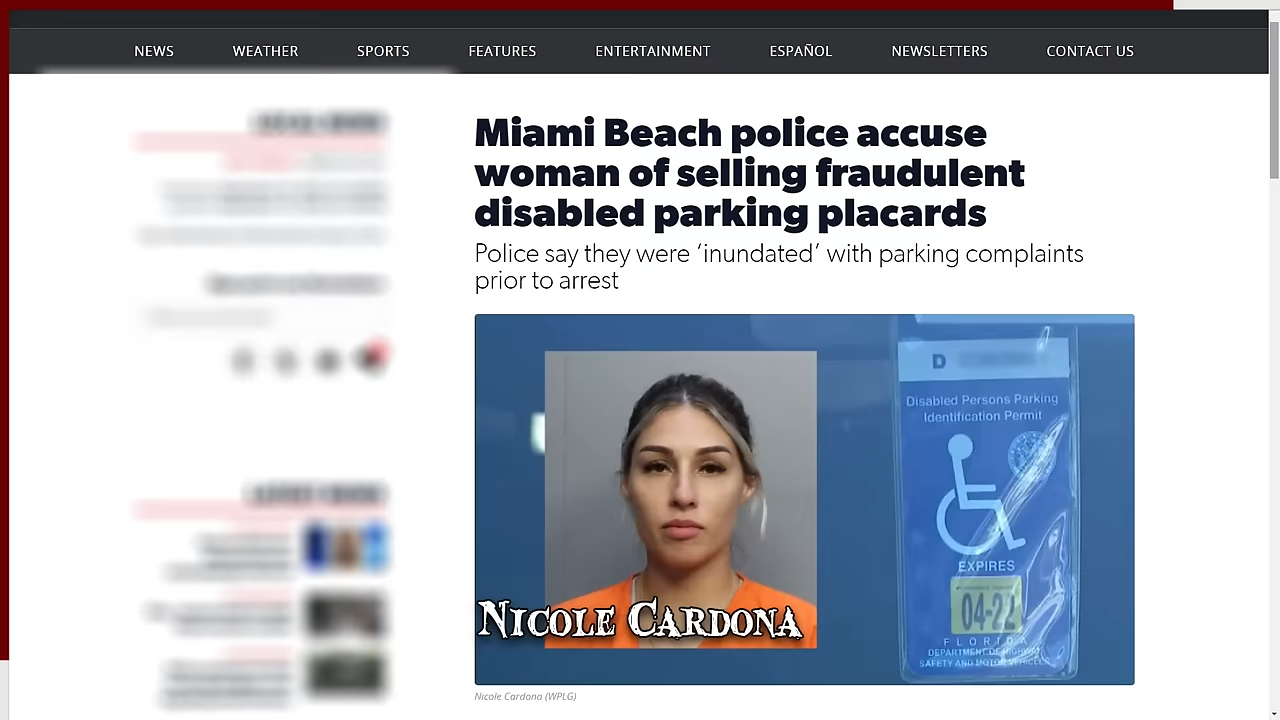 NEWS WEATHER SPORTS FEATURES ENTERTAINMENT ESPAÑOL NEWSLETTERS CONTACT US
Miami Beach police accuse
woman of selling fraudulent
disabled parking placards
Police say they were ‘inundated’ with parking complaints
prior to arrest
D
Disabled Persons Parking
Identification Permit
EXPIRES
04-22
FLORIDA
DEPARTMENT OF HIGHWAY
SAFETY AND MOTOR VEHICLES
NICOLE CARDONA
Nicole Cardona (WPLG)